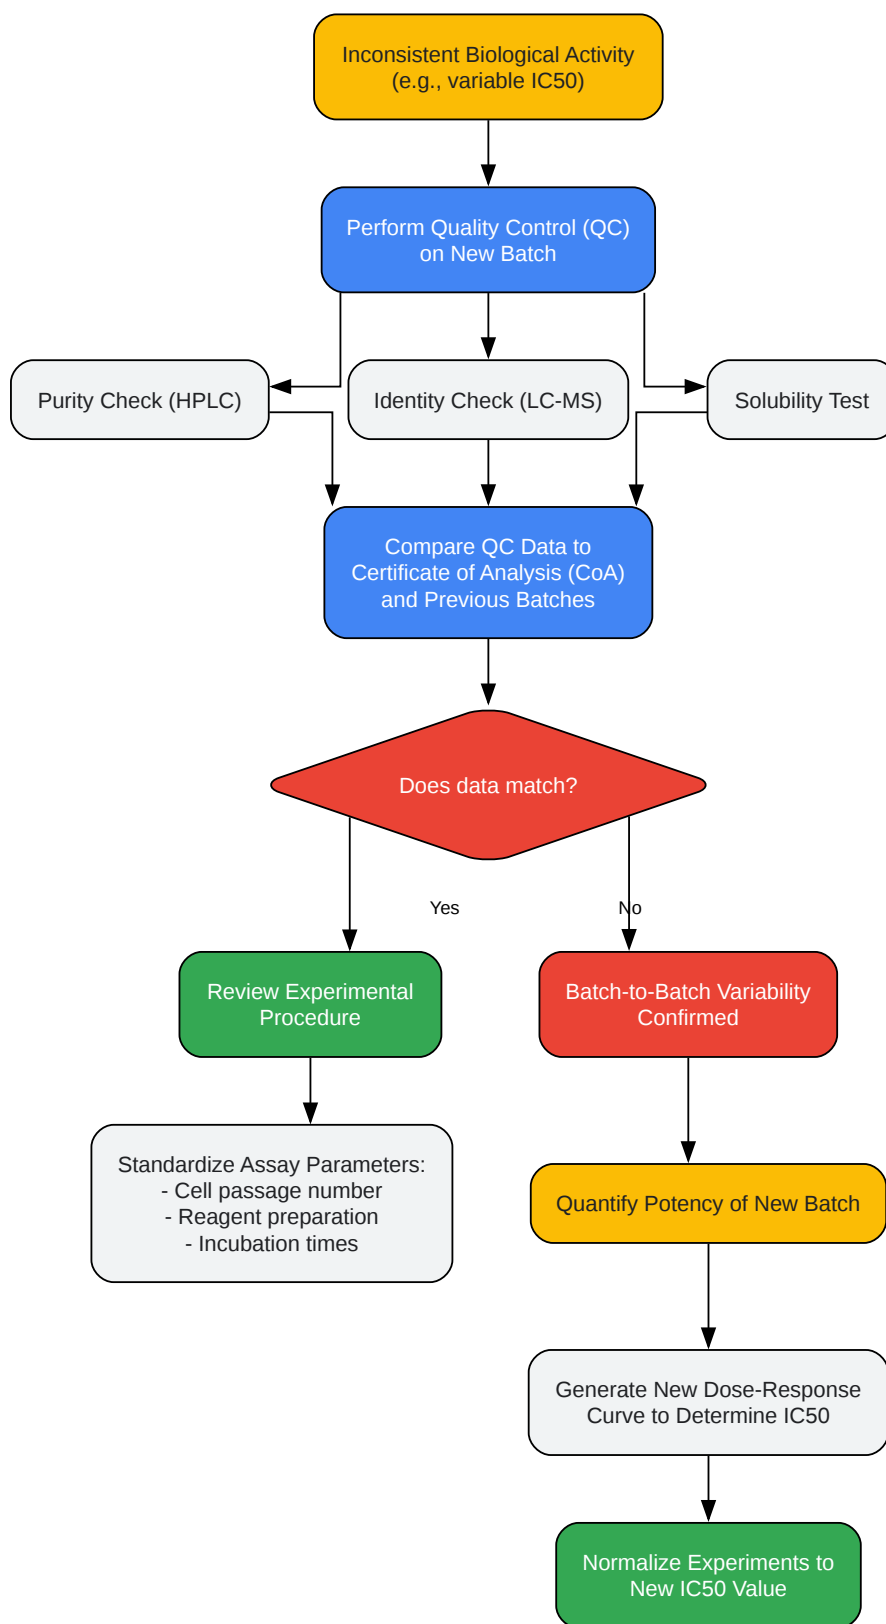 Inconsistent Biological Activity
(e.g., variable IC50)
Perform Quality Control (QC)
on New Batch
Purity Check (HPLC)
Identity Check (LC-MS)
Solubility Test
Compare QC Data to
Certificate of Analysis (CoA)
and Previous Batches
Does data match?
Yes
No
Review Experimental
Procedure
Batch-to-Batch Variability
Confirmed
Standardize Assay Parameters:
- Cell passage number
- Reagent preparation
- Incubation times
Quantify Potency of New Batch
Generate New Dose-Response
Curve to Determine IC50
Normalize Experiments to
New IC50 Value